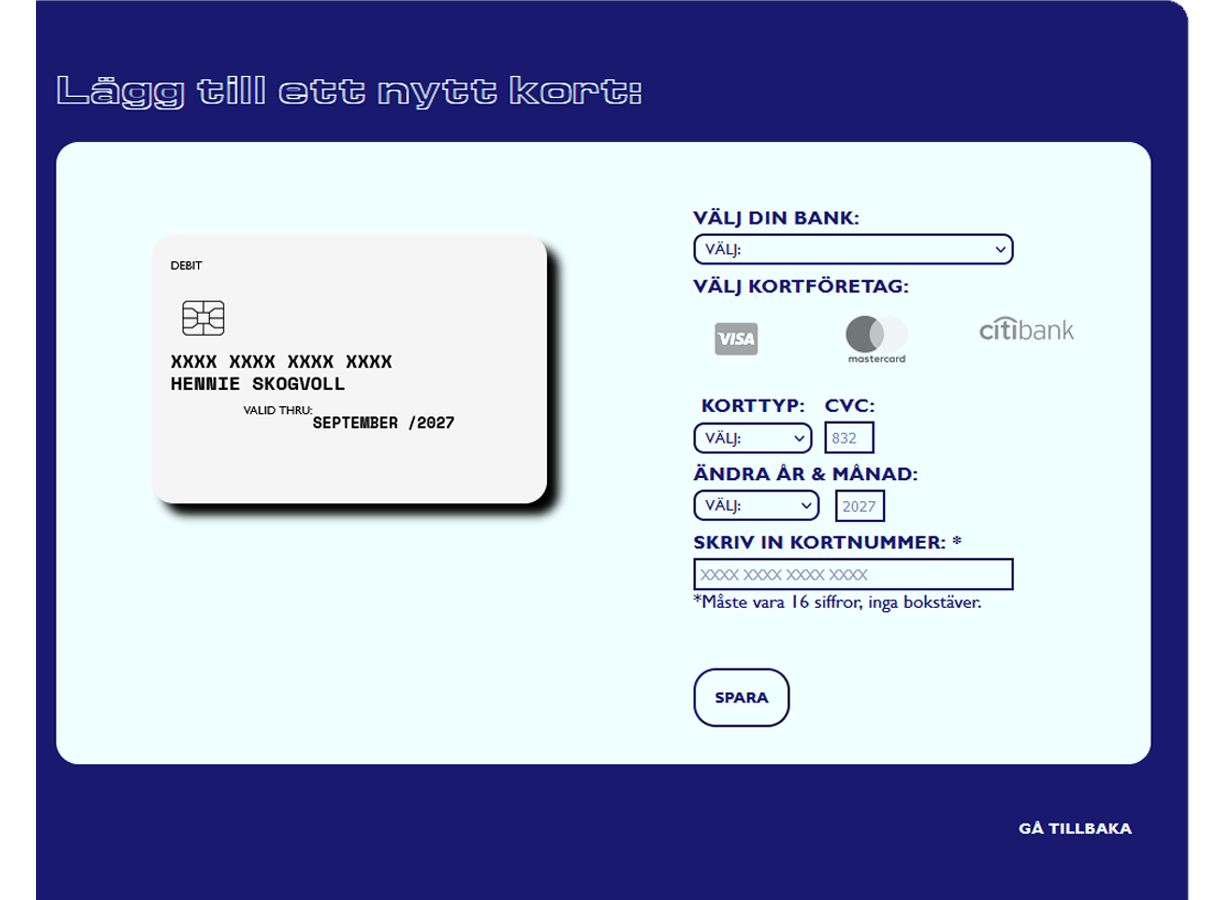 Lägg till ett nytt kort:
DEBIT
XXXX XXXX XXXX XXXX
HENNIE SKOGVOLL
VALID THRU:
SEPTEMBER /2027
VÄLJ DIN BANK:
VÄLJ:
VÄLJ KORTFÖRETAG:
VISA
mastercard
citibank
KORTTYP: CVC:
VÄLJ: 832
ÄNDRA ÅR & MÅNAD:
VÄLJ: 2027
SKRIV IN KORTNUMMER: *
XXXX XXXX XXXX XXXX
*Måste vara 16 siffror, inga bokstäver.
SPARA
GÅ TILLBAKA